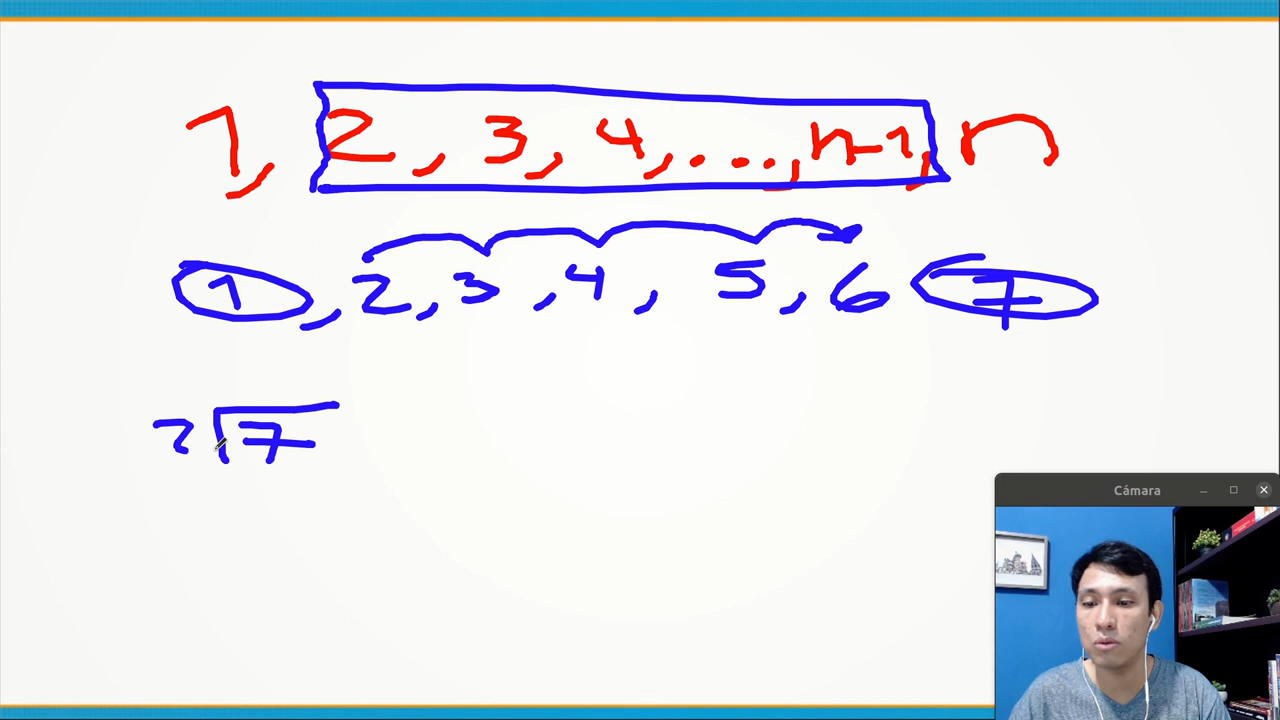 1, 2, 3, 4, ..., n-1, n
1, 2, 3, 4, 5, 6 7
2√7
Cámara